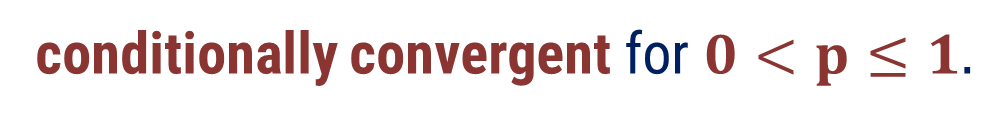 conditionally convergent for 0 < p ≤ 1.